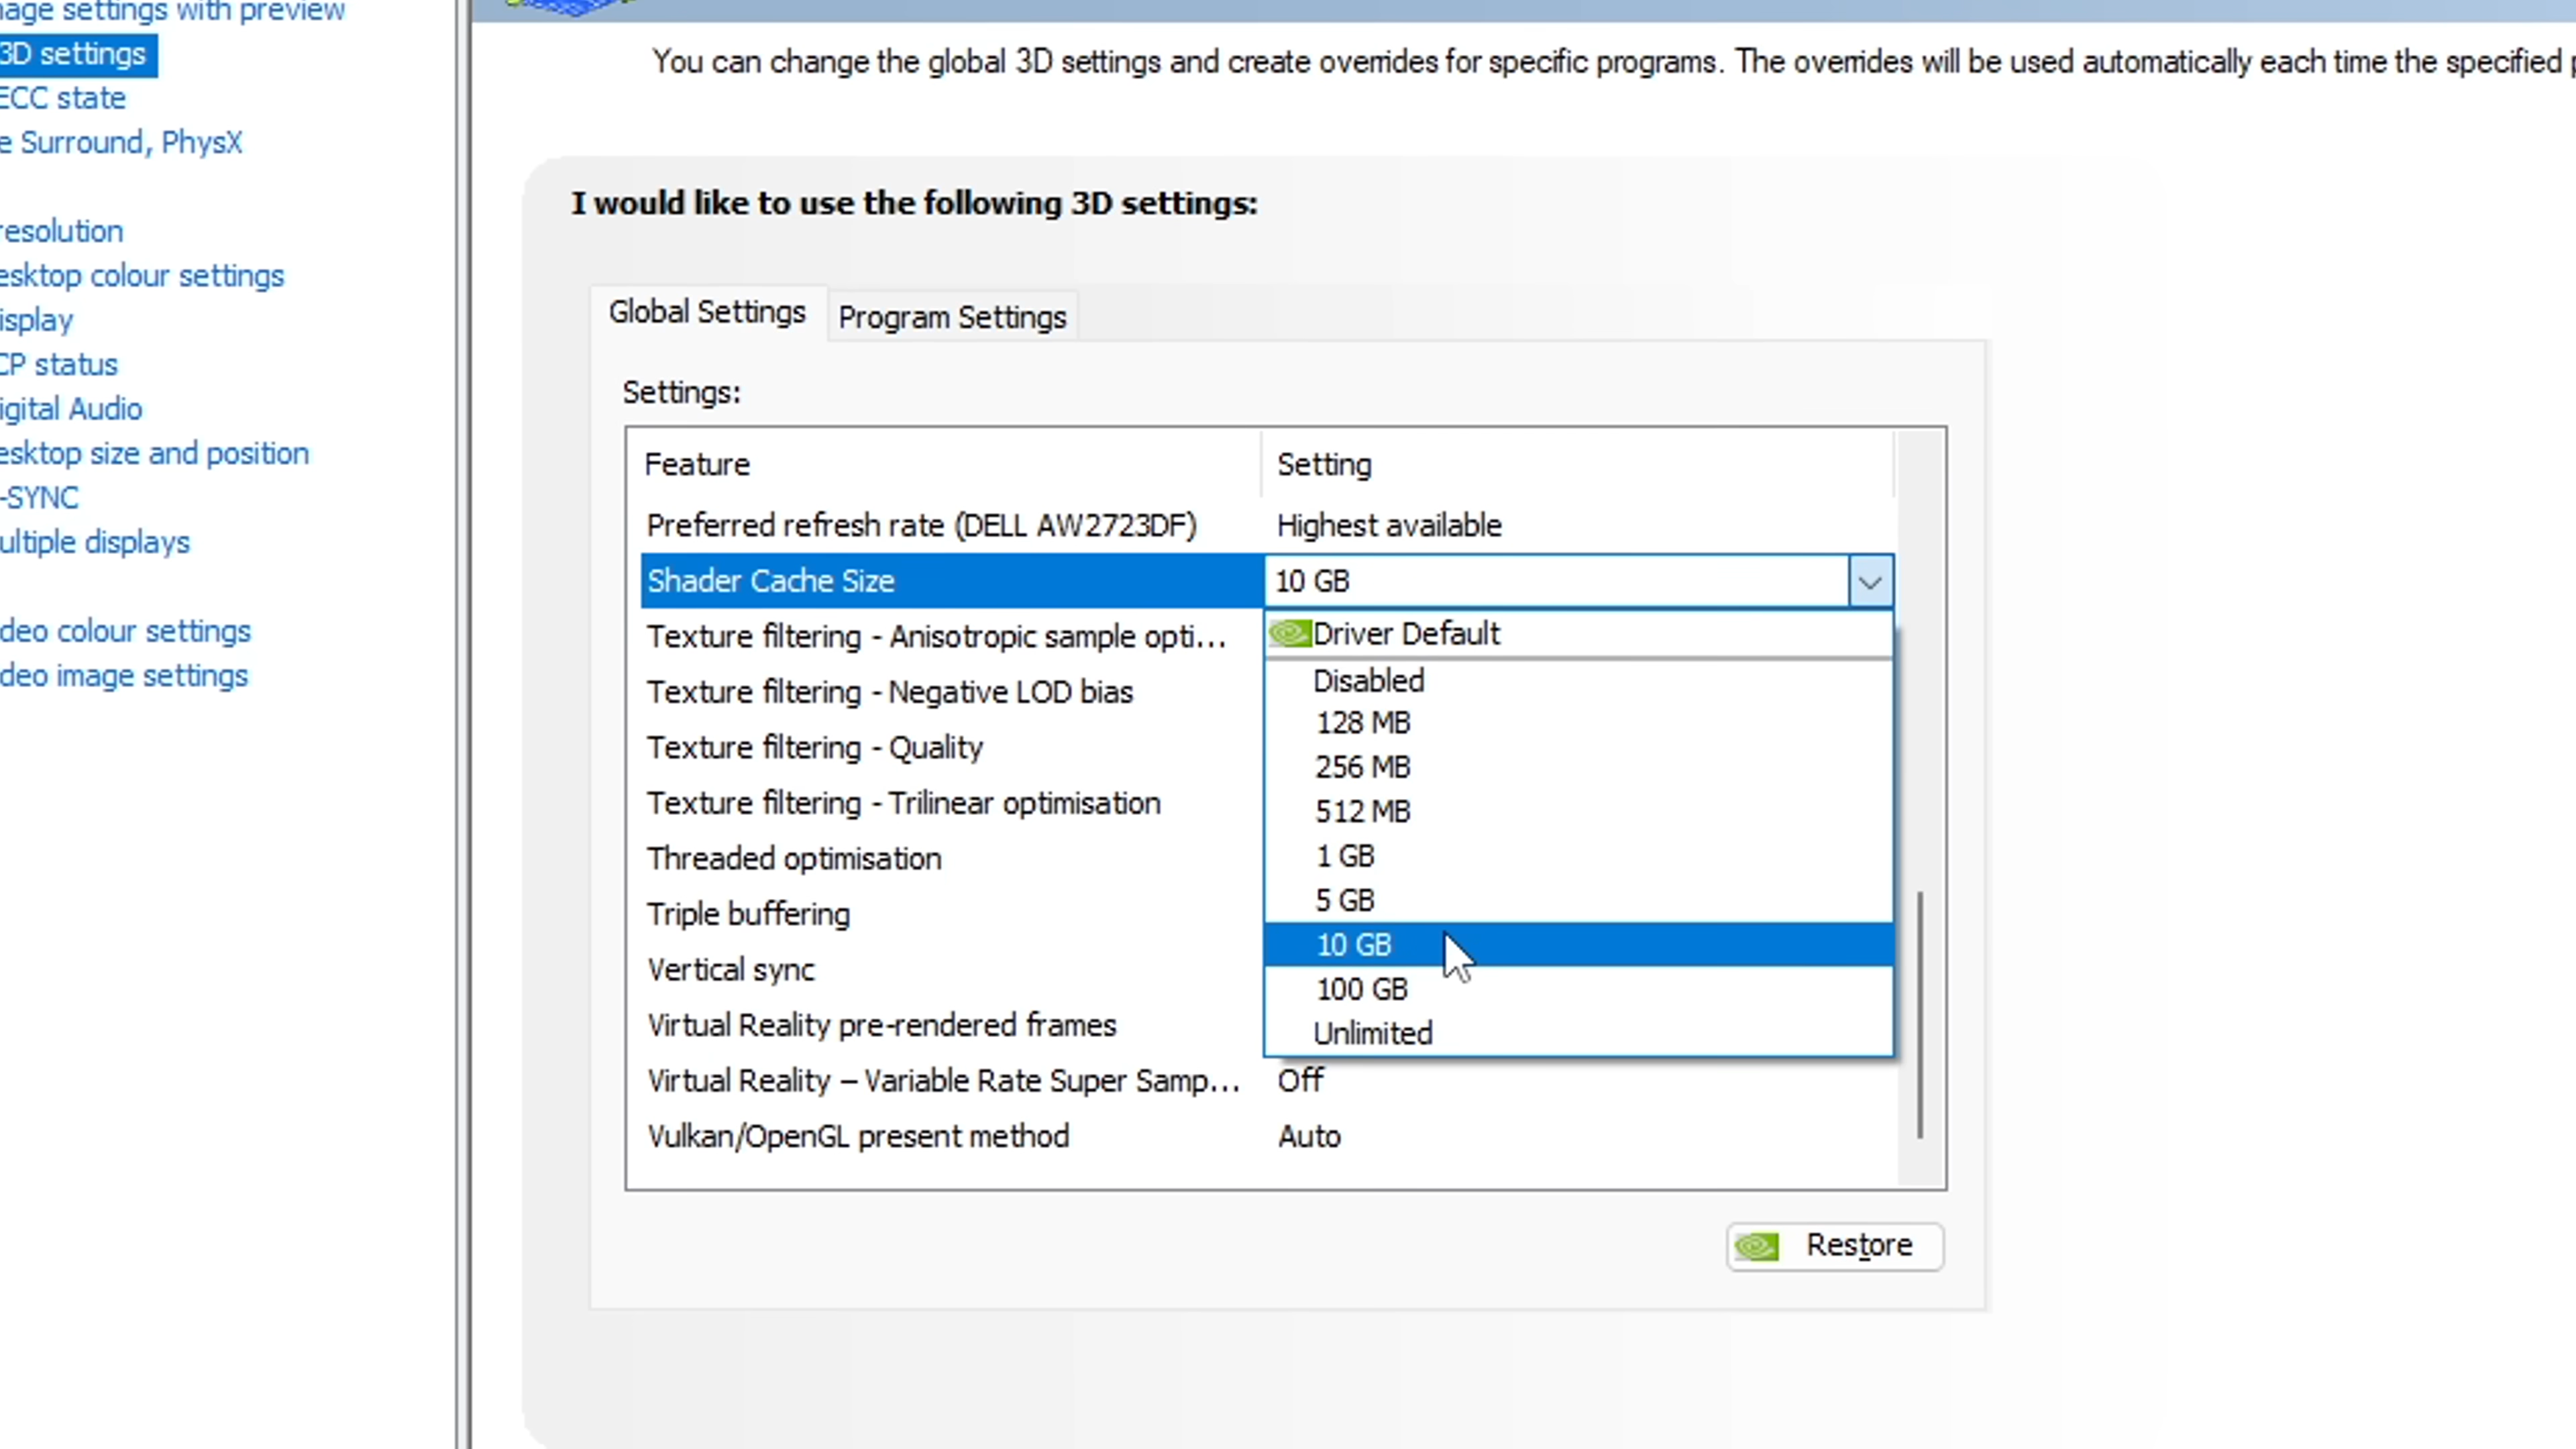 age settings with preview
3D settings
ECC state
e Surround, PhysX
resolution
esktop colour settings
isplay
CP status
igital Audio
esktop size and position
-SYNC
ultiple displays
deo colour settings
deo image settings
You can change the global 3D settings and create overrides for specific programs. The overrides will be used automatically each time the specified
I would like to use the following 3D settings:
Global Settings
Program Settings
Settings:
Feature Setting
Preferred refresh rate (DELL AW2723DF) Highest available
Shader Cache Size 10 GB
Texture filtering - Anisotropic sample opti...
Texture filtering - Negative LOD bias
Texture filtering - Quality
Texture filtering - Trilinear optimisation
Threaded optimisation
Triple buffering
Vertical sync
Virtual Reality pre-rendered frames
Virtual Reality – Variable Rate Super Samp... Off
Vulkan/OpenGL present method Auto
Driver Default
Disabled
128 MB
256 MB
512 MB
1 GB
5 GB
10 GB
100 GB
Unlimited
Restore